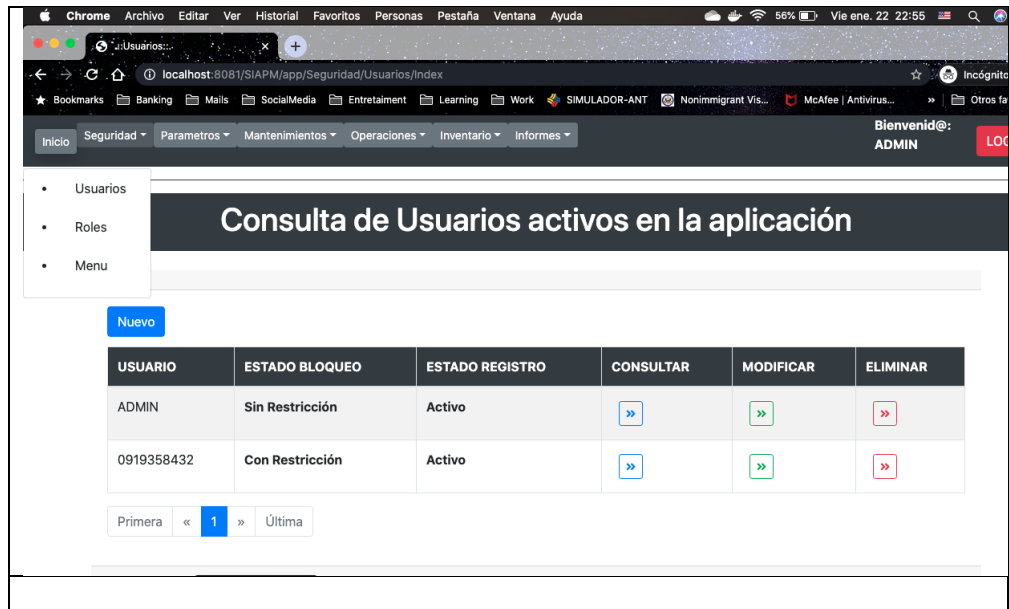 Chrome Archivo Editar Ver Historial Favoritos Personas Pestaña Ventana Ayuda 56% Vie ene. 22 22:55
.:Usuarios::.
localhost:8081/SIAPM/app/Seguridad/Usuarios/Index Incógnito
Bookmarks Banking Mails SocialMedia Entretaiment Learning Work SIMULADOR-ANT Nonimmigrant Vis... McAfee | Antivirus... » Otros fa
Inicio Seguridad Parametros Mantenimientos Operaciones Inventario Informes Bienvenid@: ADMIN LOG
• Usuarios
• Roles
• Menu
Consulta de Usuarios activos en la aplicación
Nuevo
USUARIO ESTADO BLOQUEO ESTADO REGISTRO CONSULTAR MODIFICAR ELIMINAR
ADMIN Sin Restricción Activo » » »
0919358432 Con Restricción Activo » » »
Primera « 1 » Última